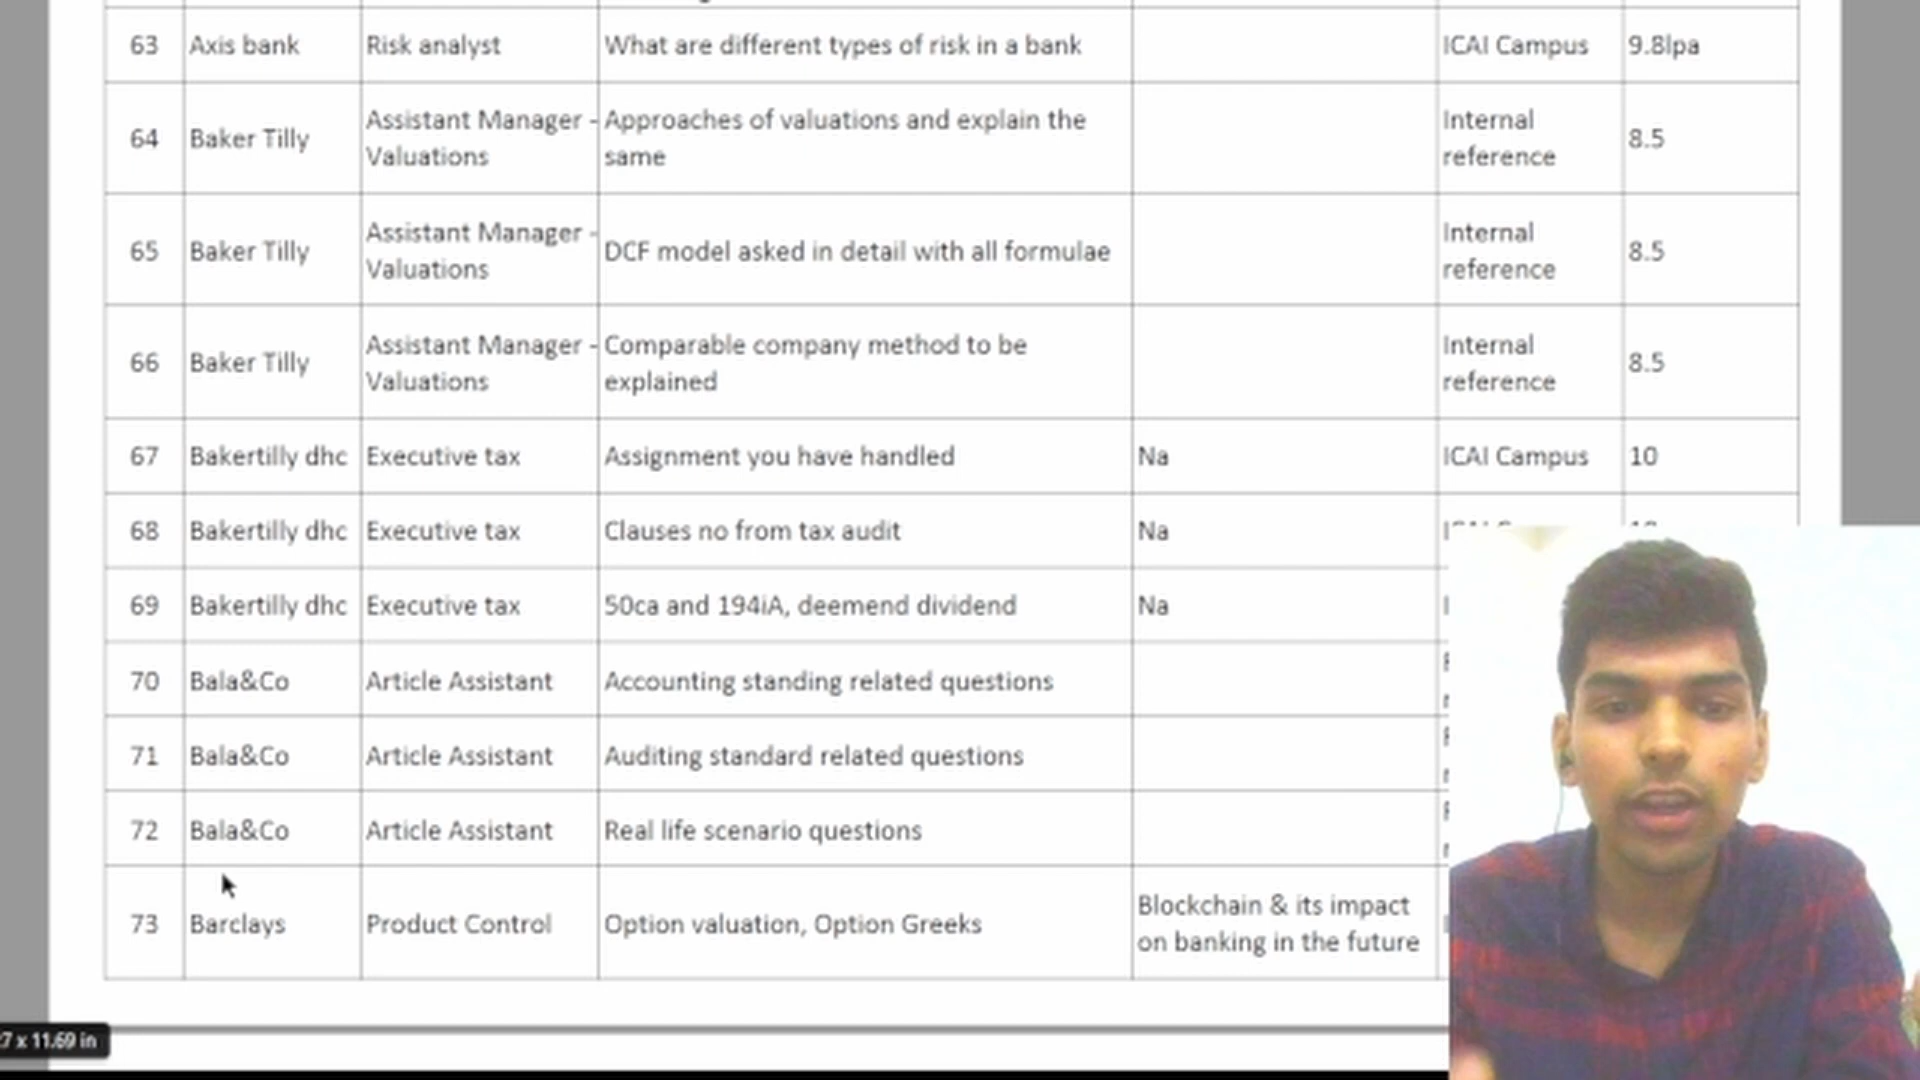 63 Axis bank Risk analyst What are different types of risk in a bank ICAI Campus 9.8lpa
64 Baker Tilly Assistant Manager - Valuations Approaches of valuations and explain the same Internal reference 8.5
65 Baker Tilly Assistant Manager - Valuations DCF model asked in detail with all formulae Internal reference 8.5
66 Baker Tilly Assistant Manager - Valuations Comparable company method to be explained Internal reference 8.5
67 Bakertilly dhc Executive tax Assignment you have handled Na ICAI Campus 10
68 Bakertilly dhc Executive tax Clauses no from tax audit Na
69 Bakertilly dhc Executive tax 50ca and 194iA, deemend dividend Na
70 Bala&Co Article Assistant Accounting standing related questions
71 Bala&Co Article Assistant Auditing standard related questions
72 Bala&Co Article Assistant Real life scenario questions
73 Barclays Product Control Option valuation, Option Greeks Blockchain & its impact on banking in the future
7 x 11.69 in